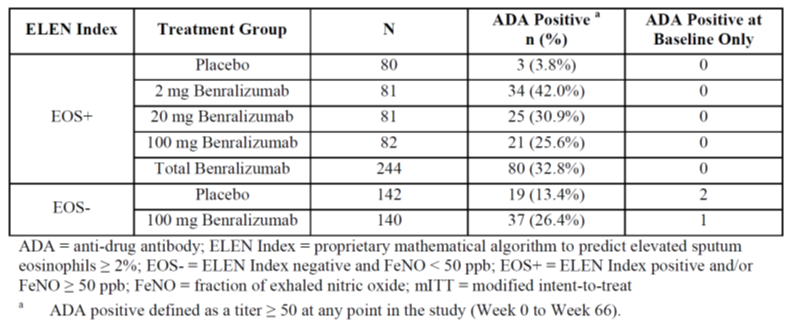 ELEN Index Treatment Group N ADA Positive a n (%) ADA Positive at Baseline Only
EOS+ Placebo 80 3 (3.8%) 0
2 mg Benralizumab 81 34 (42.0%) 0
20 mg Benralizumab 81 25 (30.9%) 0
100 mg Benralizumab 82 21 (25.6%) 0
Total Benralizumab 244 80 (32.8%) 0
EOS- Placebo 142 19 (13.4%) 2
100 mg Benralizumab 140 37 (26.4%) 1
ADA = anti-drug antibody; ELEN Index = proprietary mathematical algorithm to predict elevated sputum
eosinophils ≥ 2%; EOS- = ELEN Index negative and FeNO < 50 ppb; EOS+ = ELEN Index positive and/or
FeNO ≥ 50 ppb; FeNO = fraction of exhaled nitric oxide; mITT = modified intent-to-treat
a ADA positive defined as a titer ≥ 50 at any point in the study (Week 0 to Week 66).